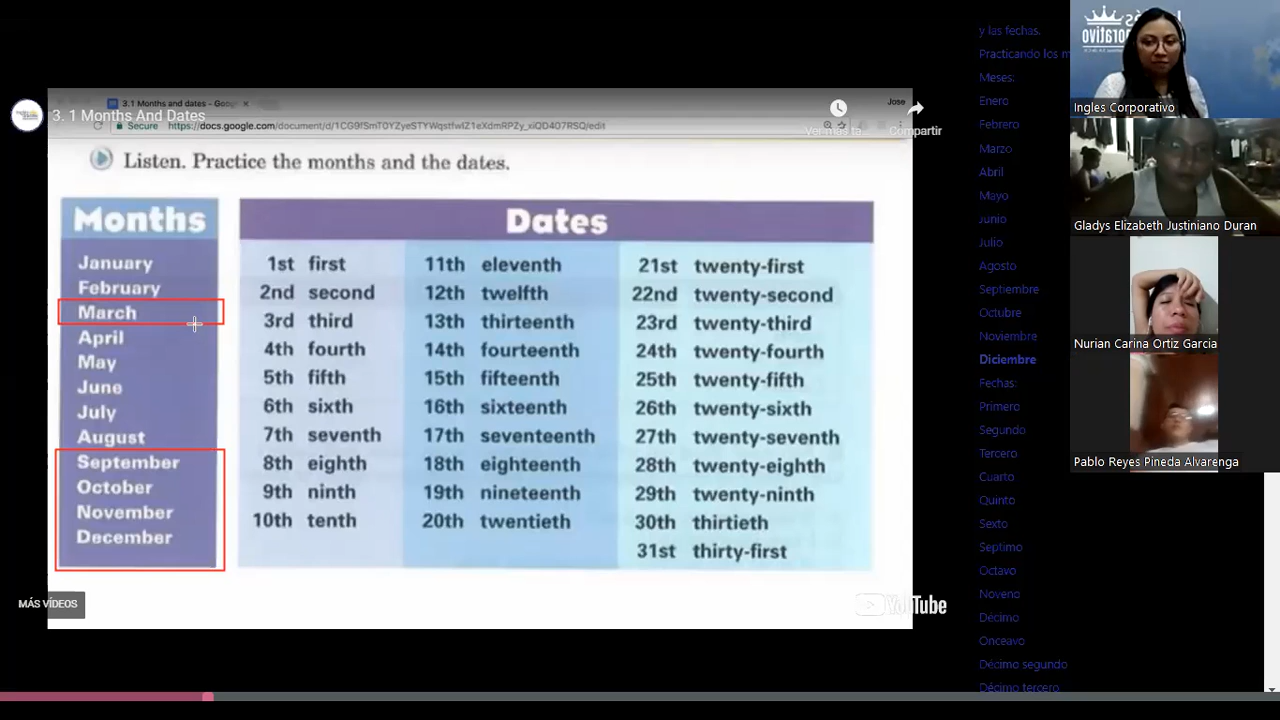 3. 1 Months and dates - Goog
Jose
3. 1 Months And Dates
Secure
https://docs.google.com/document/d/1CG9fSmT0YZyeSTYWqstfwlZ1eXdmRPZy_xiQD407RSQ/edit
Ver más ta...
Compartir
Listen. Practice the months and the dates.
Months
January
February
March
April
May
June
July
August
September
October
November
December
Dates
1st first
2nd second
3rd third
4th fourth
5th fifth
6th sixth
7th seventh
8th eighth
9th ninth
10th tenth
11th eleventh
12th twelfth
13th thirteenth
14th fourteenth
15th fifteenth
16th sixteenth
17th seventeenth
18th eighteenth
19th nineteenth
20th twentieth
21st twenty-first
22nd twenty-second
23rd twenty-third
24th twenty-fourth
25th twenty-fifth
26th twenty-sixth
27th twenty-seventh
28th twenty-eighth
29th twenty-ninth
30th thirtieth
31st thirty-first
MÁS VÍDEOS
YouTube
y las fechas.
Practicando los m
Meses:
Enero
Febrero
Marzo
Abril
Mayo
Junio
Julio
Agosto
Septiembre
Octubre
Noviembre
Diciembre
Fechas:
Primero
Segundo
Tercero
Cuarto
Quinto
Sexto
Septimo
Octavo
Noveno
Décimo
Onceavo
Décimo segundo
Décimo tercero
Ingles Corporativo
Gladys Elizabeth Justiniano Duran
Nurian Carina Ortiz Garcia
Pablo Reyes Pineda Alvarenga